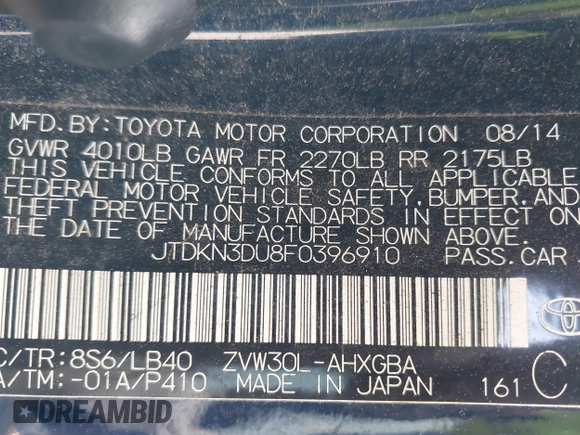 MFD. BY: TOYOTA MOTOR CORPORATION 08/14
GVWR 4010LB GAWR FR 2270LB RR 2175LB
THIS VEHICLE CONFORMS TO ALL APPLICABLE
FEDERAL MOTOR VEHICLE SAFETY, BUMPER, AND
THEFT PREVENTION STANDARDS IN EFFECT ON
THE DATE OF MANUFACTURE SHOWN ABOVE.
JTDKN3DU8F0396910 PASS. CAR
C/TR: 8S6/LB40 ZVW30L-AHXGBA
A/TM: -01A/P410 MADE IN JAPAN 161 C
BIDSTAT